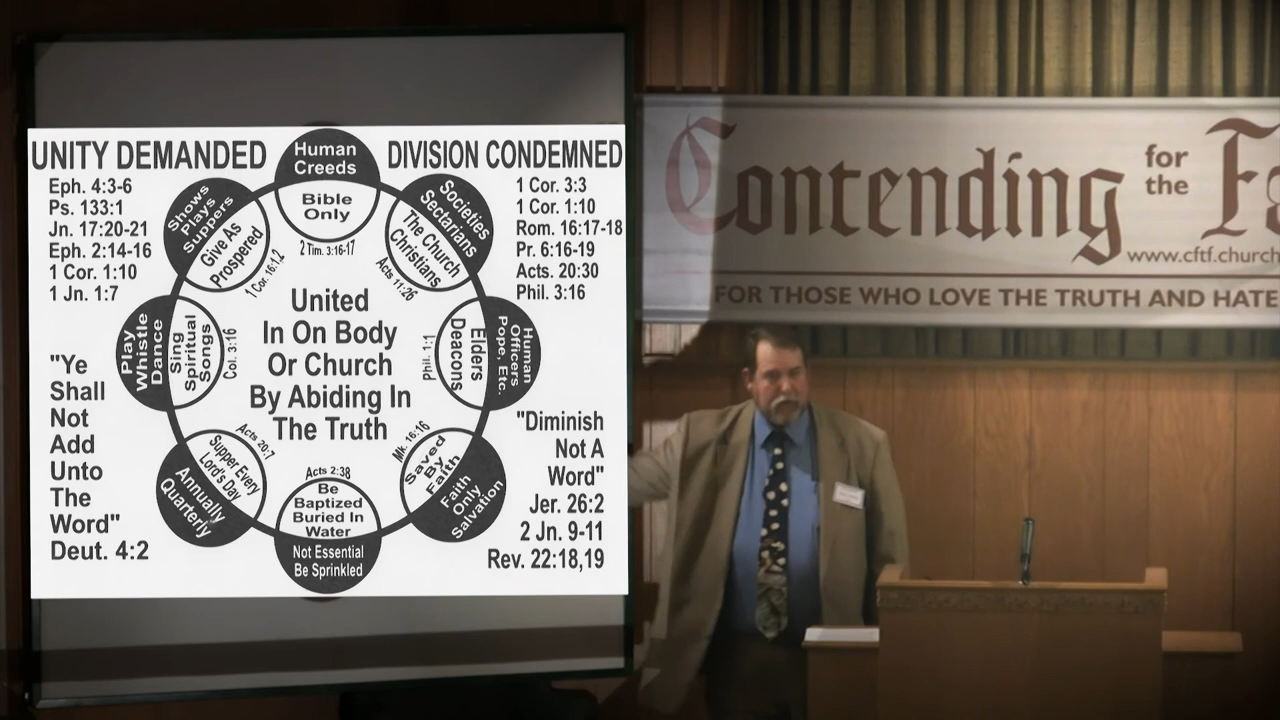 UNITY DEMANDED
Eph. 4:3-6
Ps. 133:1
Jn. 17:20-21
Eph. 2:14-16
1 Cor. 1:10
1 Jn. 1:7
"Ye
Shall
Not
Add
Unto
The
Word"
Deut. 4:2
DIVISION CONDEMNED
1 Cor. 3:3
1 Cor. 1:10
Rom. 16:17-18
Pr. 6:16-19
Acts. 20:30
Phil. 3:16
"Diminish
Not A
Word"
Jer. 26:2
2 Jn. 9-11
Rev. 22:18,19
Human
Creeds
Bible
Only
2 Tim. 3:16-17
Societies
Sectarians
The Church
Christians
Acts 11:26
Human
Officers
Pope, Etc.
Elders
Deacons
Phil. 1:1
Mk. 16:16
Saved
By
Faith
Faith
Only
Salvation
Acts 2:38
Be
Baptized
Buried In
Water
Not Essential
Be Sprinkled
Acts 20:7
Supper Every
Lord's Day
Annually
Quarterly
Play
Whistle
Dance
Sing
Spiritual
Songs
Col. 3:16
Shows
Plays
Suppers
Give As
Prospered
1 Cor. 16:1,2
United
In On Body
Or Church
By Abiding In
The Truth
Contending
for
the
www.cftf.church
FOR THOSE WHO LOVE THE TRUTH AND HATE